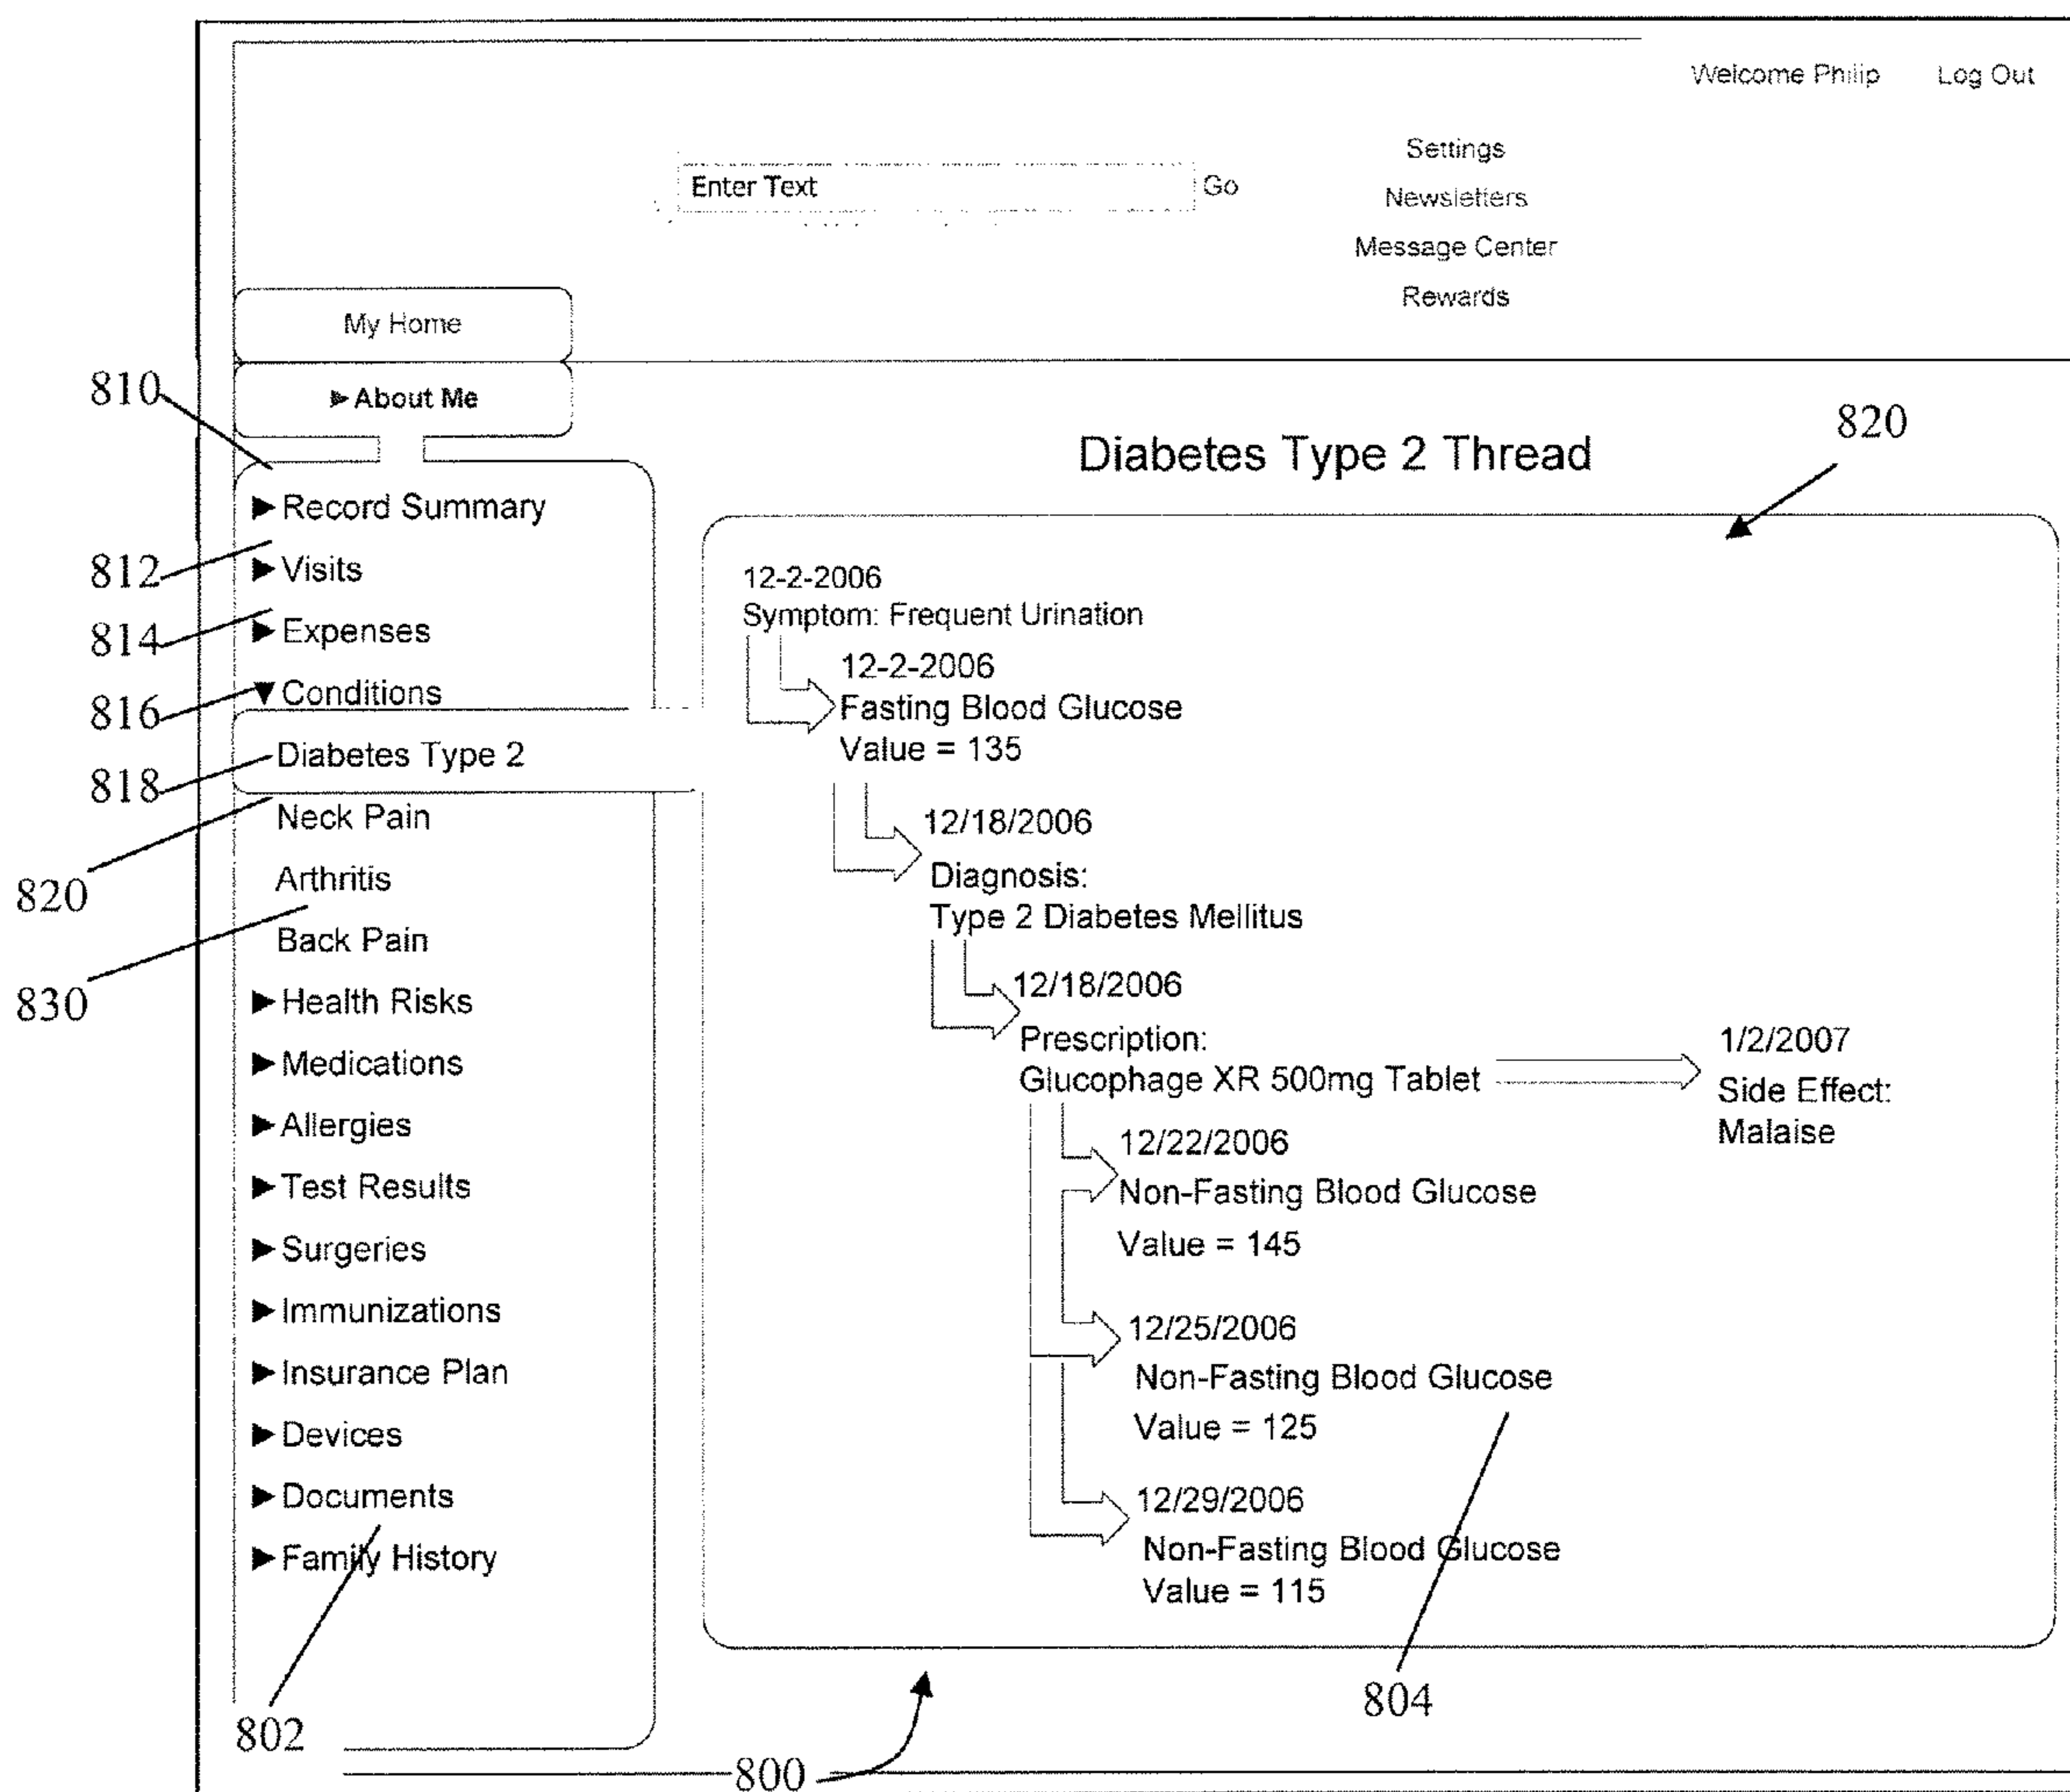 Welcome Philip Log Out
Settings
Enter Text Go
Newsletters
Message Center
Rewards
My Home
810
►About Me
820
Diabetes Type 2 Thread
►Record Summary
812
►Visits
814
►Expenses
816
▼Conditions
818
Diabetes Type 2
820
Neck Pain
Arthritis
830
Back Pain
►Health Risks
►Medications
►Allergies
►Test Results
►Surgeries
►Immunizations
►Insurance Plan
►Devices
►Documents
►Family History
802
12-2-2006
Symptom: Frequent Urination
12-2-2006
Fasting Blood Glucose
Value = 135
12/18/2006
Diagnosis:
Type 2 Diabetes Mellitus
12/18/2006
Prescription:
Glucophage XR 500mg Tablet
1/2/2007
Side Effect:
Malaise
12/22/2006
Non-Fasting Blood Glucose
Value = 145
12/25/2006
Non-Fasting Blood Glucose
Value = 125
12/29/2006
Non-Fasting Blood Glucose
Value = 115
804
800